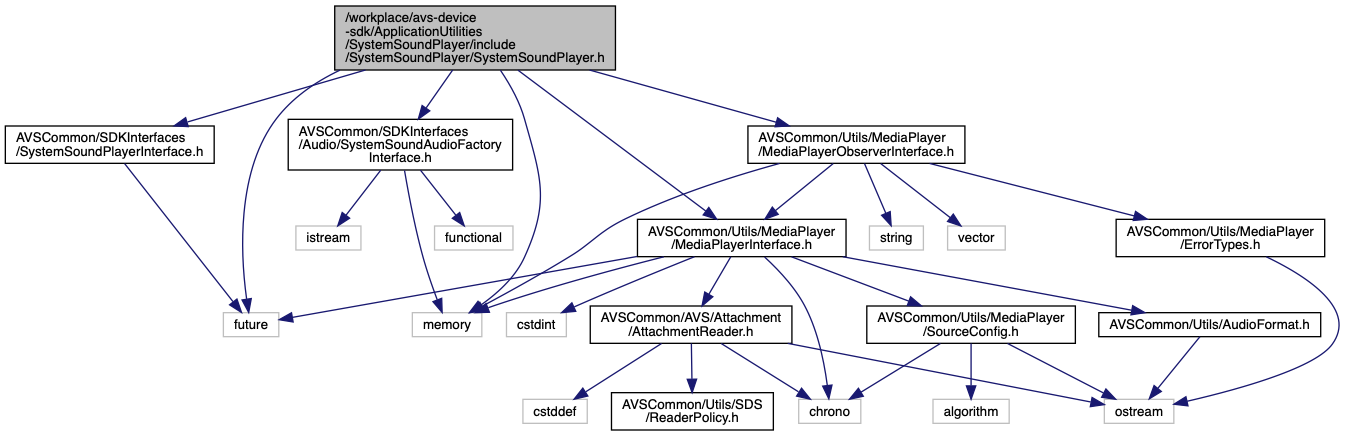 /workplace/avs-device
-sdk/ApplicationUtilities
/SystemSoundPlayer/include
/SystemSoundPlayer/SystemSoundPlayer.h
AVSCommon/SDKInterfaces
/SystemSoundPlayerInterface.h
AVSCommon/SDKInterfaces
/Audio/SystemSoundAudioFactory
Interface.h
AVSCommon/Utils/MediaPlayer
/MediaPlayerObserverInterface.h
istream
functional
AVSCommon/Utils/MediaPlayer
/MediaPlayerInterface.h
string
vector
AVSCommon/Utils/MediaPlayer
/ErrorTypes.h
future
memory
cstdint
AVSCommon/AVS/Attachment
/AttachmentReader.h
AVSCommon/Utils/MediaPlayer
/SourceConfig.h
AVSCommon/Utils/AudioFormat.h
cstddef
AVSCommon/Utils/SDS
/ReaderPolicy.h
chrono
algorithm
ostream